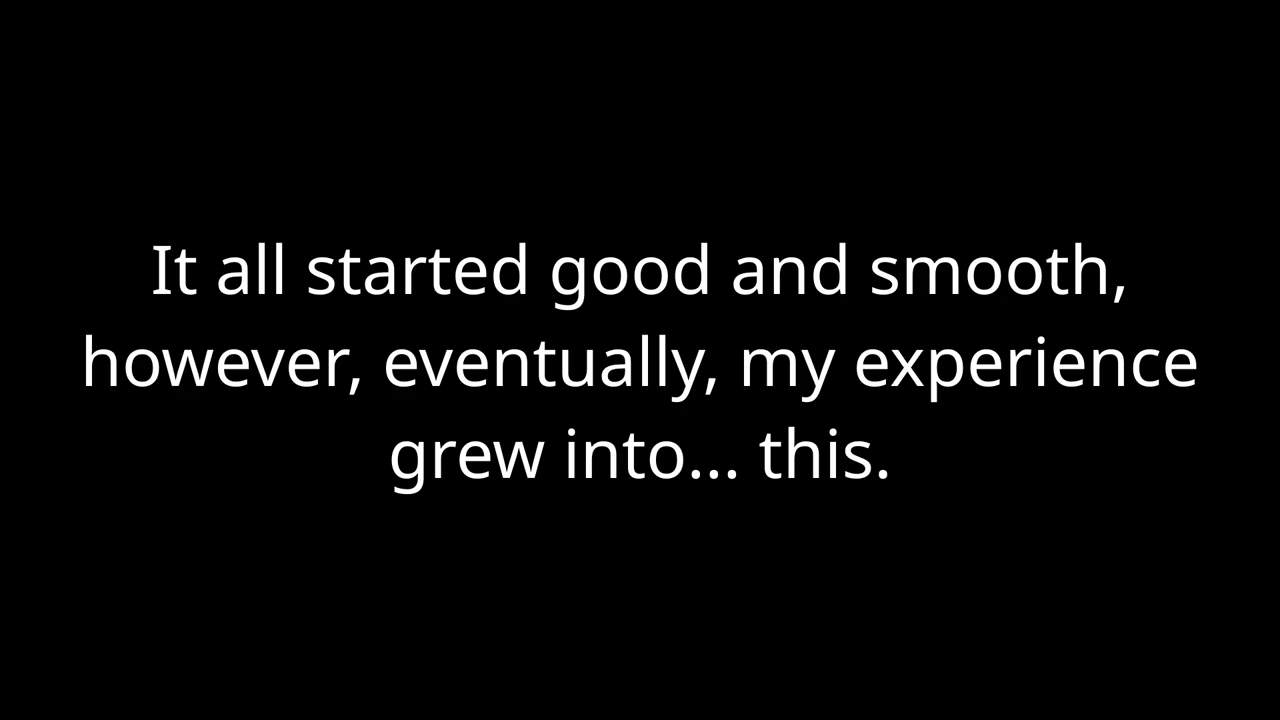 It all started good and smooth,
however, eventually, my experience
grew into... this.